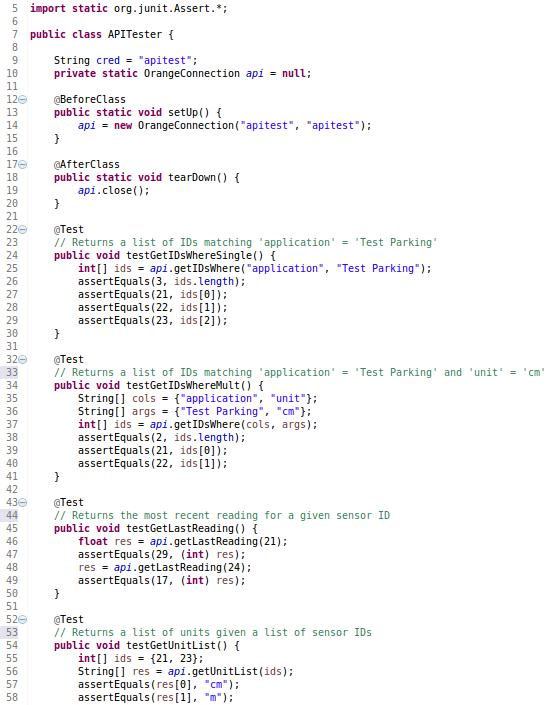 5 import static org.junit.Assert.*;
6
7 public class APITester {
8
9 String cred = "apitest";
10 private static OrangeConnection api = null;
11
12 @BeforeClass
13 public static void setUp() {
14 api = new OrangeConnection("apitest", "apitest");
15 }
16
17 @AfterClass
18 public static void tearDown() {
19 api.close();
20 }
21
22 @Test
23 // Returns a list of IDs matching 'application' = 'Test Parking'
24 public void testGetIDsWhereSingle() {
25 int[] ids = api.getIDsWhere("application", "Test Parking");
26 assertEquals(3, ids.length);
27 assertEquals(21, ids[0]);
28 assertEquals(22, ids[1]);
29 assertEquals(23, ids[2]);
30 }
31
32 @Test
33 // Returns a list of IDs matching 'application' = 'Test Parking' and 'unit' = 'cm'
34 public void testGetIDsWhereMult() {
35 String[] cols = {"application", "unit"};
36 String[] args = {"Test Parking", "cm"};
37 int[] ids = api.getIDsWhere(cols, args);
38 assertEquals(2, ids.length);
39 assertEquals(21, ids[0]);
40 assertEquals(22, ids[1]);
41 }
42
43 @Test
44 // Returns the most recent reading for a given sensor ID
45 public void testGetLastReading() {
46 float res = api.getLastReading(21);
47 assertEquals(29, (int) res);
48 res = api.getLastReading(24);
49 assertEquals(17, (int) res);
50 }
51
52 @Test
53 // Returns a list of units given a list of sensor IDs
54 public void testGetUnitList() {
55 int[] ids = {21, 23};
56 String[] res = api.getUnitList(ids);
57 assertEquals(res[0], "cm");
58 assertEquals(res[1], "m");